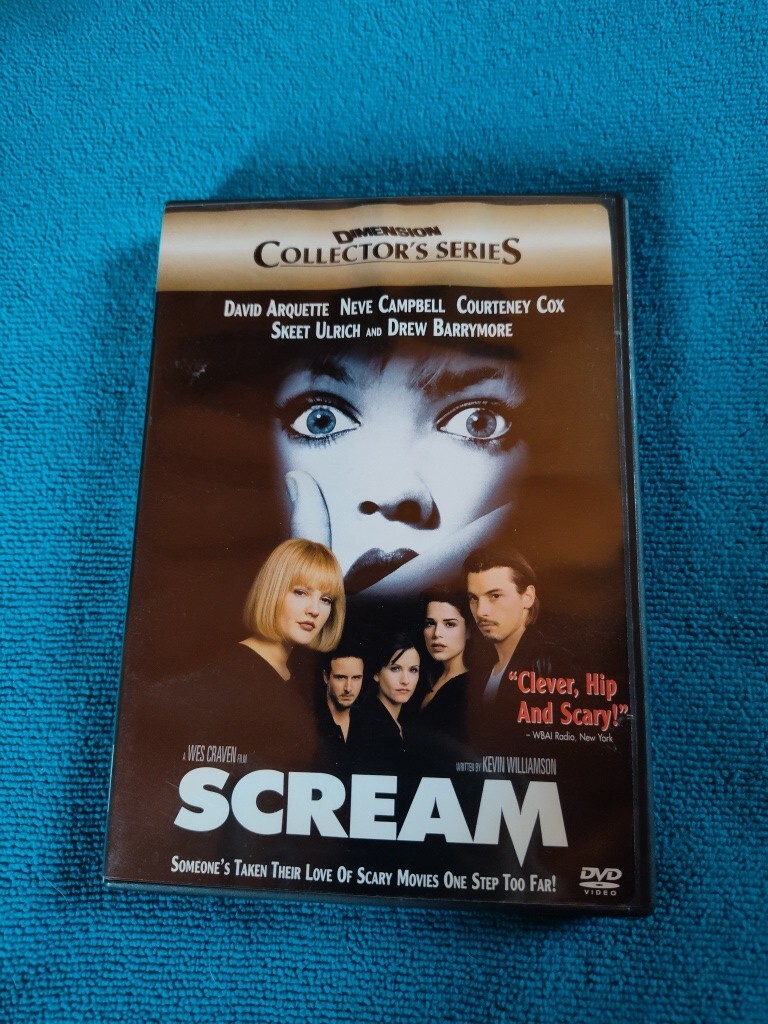 DIMENSION
COLLECTOR'S SERIES
DAVID ARQUETTE NEVE CAMPBELL COURTENEY COX
SKEET ULRICH AND DREW BARRYMORE
"Clever, Hip
And Scary!"
– WBAI Radio, New York
A WES CRAVEN FILM
WRITTEN BY KEVIN WILLIAMSON
SCREAM
SOMEONE'S TAKEN THEIR LOVE OF SCARY MOVIES ONE STEP TOO FAR!
DVD
VIDEO